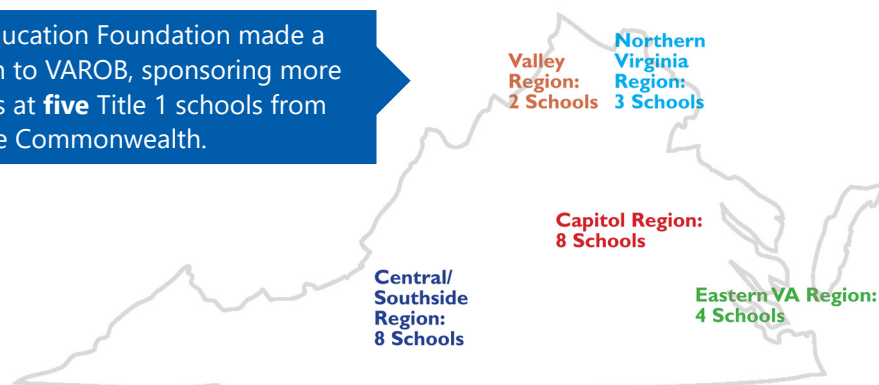 ucation Foundation made a
to VAROB, sponsoring more
s at five Title 1 schools from
e Commonwealth.
Valley
Region:
2 Schools
Northern
Virginia
Region:
3 Schools
Capitol Region:
8 Schools
Central/
Southside
Region:
8 Schools
Eastern VA Region:
4 Schools